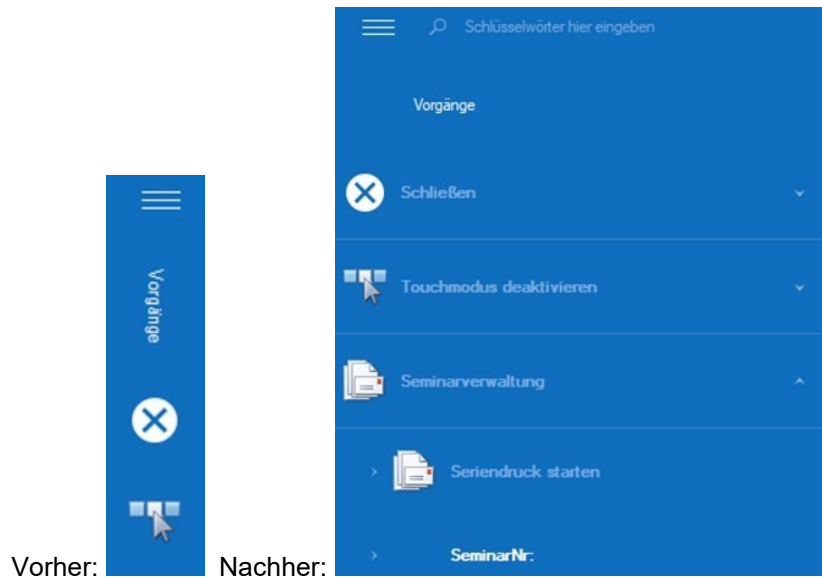 Schlüsselwörter hier eingeben
Vorgänge
Schließen
Vorgänge
Touchmodus deaktivieren
Seminarverwaltung
Seriendruck starten
Vorher:
Nachher:
SeminarNr: